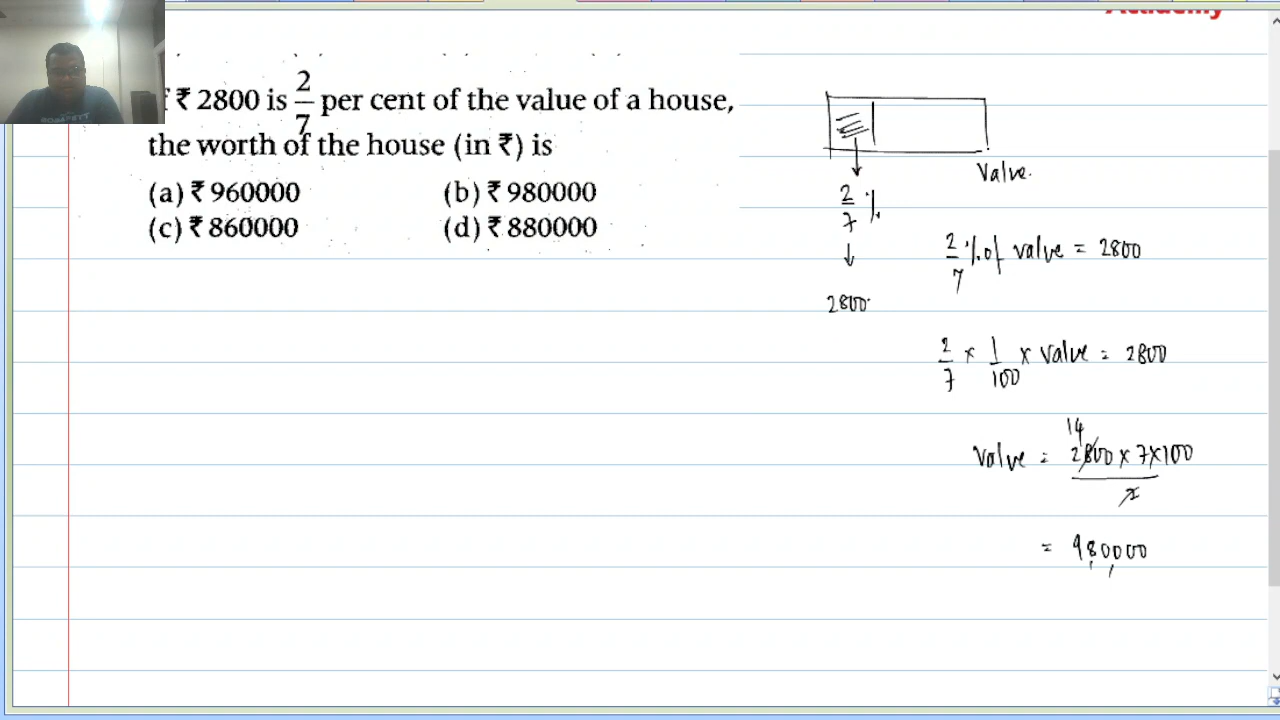 Academy
₹ 2800 is 2/7 per cent of the value of a house,
the worth of the house (in ₹) is
(a) ₹ 960000 (b) ₹ 980000
(c) ₹ 860000 (d) ₹ 880000
Value.
2/7 %
2800
2/7 % of value = 2800
2/7 × 1/100 × value = 2800
14
value = 2800 × 7 × 100 / 2
= 980000